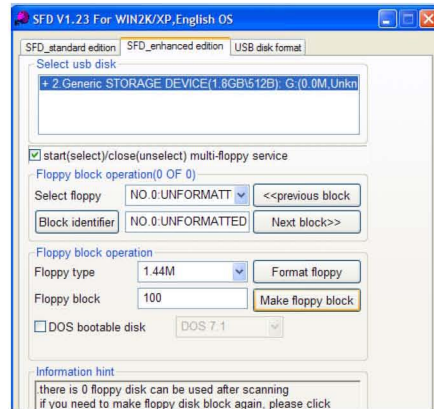 SFD V1.23 For WIN2K/XP,English OS
SFD_standard edition SFD_enhanced edition USB disk format
Select usb disk
+ 2.Generic STORAGE DEVICE(1.8GB\512B); G:(0.0M,Unkn
start(select)/close(unselect) multi-floppy service
Floppy block operation(0 OF 0)
Select floppy NO.0:UNFORMATT <<previous block
Block identifier NO.0:UNFORMATTED Next block>>
Floppy block operation
Floppy type 1.44M Format floppy
Floppy block 100 Make floppy block
DOS bootable disk DOS 7.1
Information hint
there is 0 floppy disk can be used after scanning
if you need to make floppy disk block again, please click